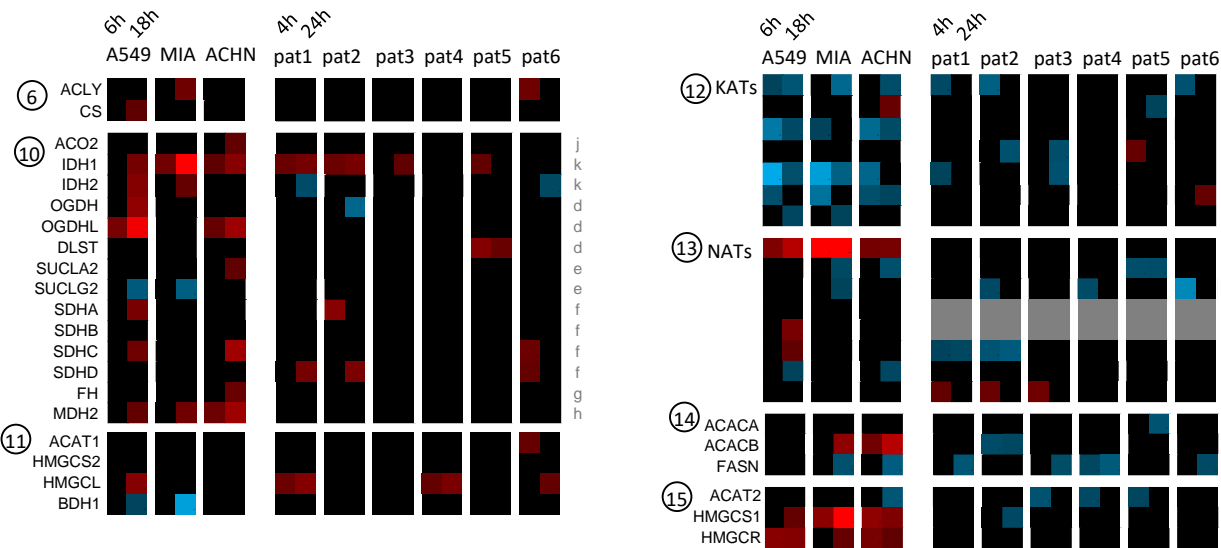 6h 18h 4h 24h
A549 MIA ACHN pat1 pat2 pat3 pat4 pat5 pat6
6 ACLY
CS
10 ACO2 j
IDH1 k
IDH2 k
OGDH d
OGDHL d
DLST d
SUCLA2 e
SUCLG2 e
SDHA f
SDHB f
SDHC f
SDHD f
FH g
MDH2 h
11 ACAT1
HMGCS2
HMGCL
BDH1
6h 18h 4h 24h
A549 MIA ACHN pat1 pat2 pat3 pat4 pat5 pat6
12 KATs
13 NATs
14 ACACA
ACACB
FASN
15 ACAT2
HMGCS1
HMGCR